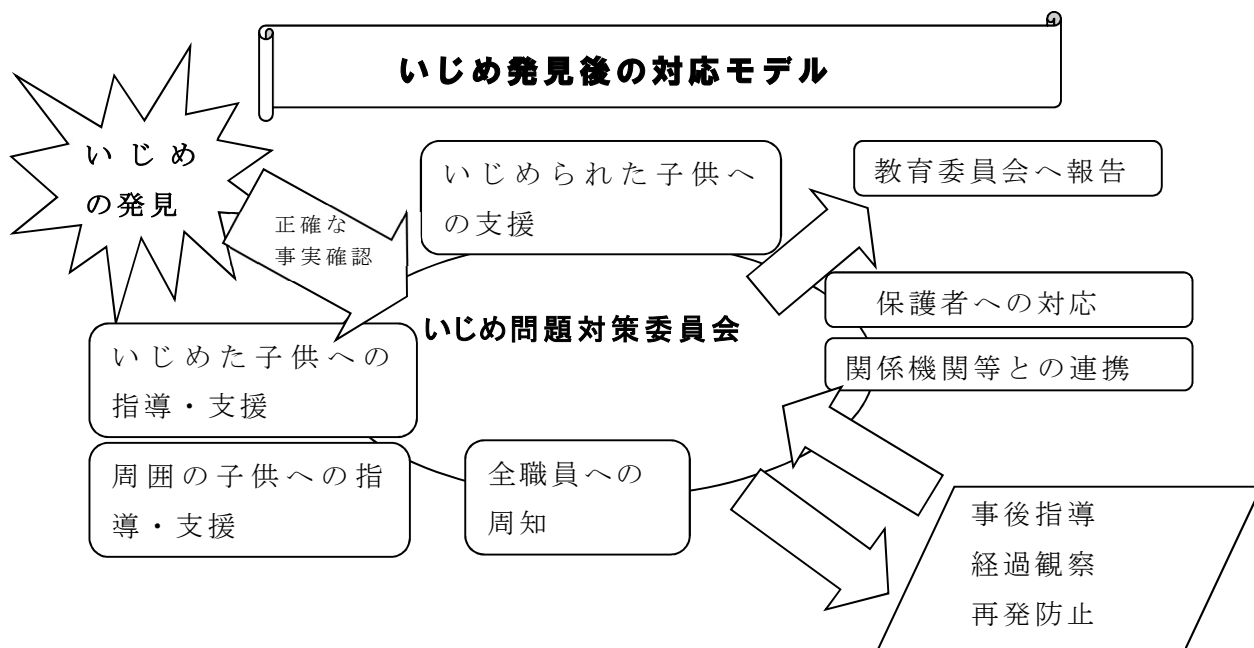 いじめ発見後の対応モデル
いじめ
の発見
正確な
事実確認
いじめられた子供へ
の支援
教育委員会へ報告
保護者への対応
関係機関等との連携
いじめ問題対策委員会
いじめた子供への
指導・支援
周囲の子供への指
導・支援
全職員への
周知
事後指導
経過観察
再発防止